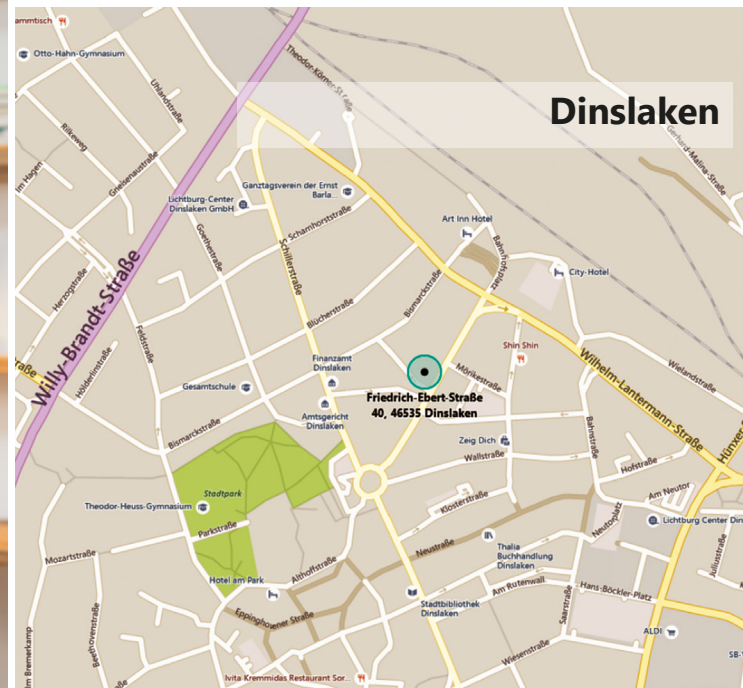 ammtisch
Otto-Hahn-Gymnasium
Theodor-Körner-Straße
Uhlandstraße
Dinslaken
Rilkeweg
Im Hagen
Gneisenaustraße
Gerhard-Malina-Straße
Ganztagsverein der Ernst
Barla...
Lichtburg-Center
Dinslaken GmbH
Scharnhorststraße
Goethestraße
Schillerstraße
Art Inn Hotel
Bahnhofsplatz
City-Hotel
Herzogstraße
Willy-Brandt-Straße
Feldstraße
Blücherstraße
Bismarckstraße
Shin Shin
Wilhelm-Lantermann-Straße
Wielandstraße
raße
Hölderlinstraße
Finanzamt
Dinslaken
Mörikestraße
Gesamtschule
Friedrich-Ebert-Straße
40, 46535 Dinslaken
Amtsgericht
Dinslaken
Bismarckstraße
Zeig Dich
Bahnstraße
Hünxer
Wallstraße
Hofstraße
Stadtpark
Theodor-Heuss-Gymnasium
Klosterstraße
Am Neutor
Neutorplatz
Lichtburg Center Din
Parkstraße
Mozartstraße
Neustraße
Thalia
Buchhandlung
Dinslaken
Juliusstraße
Hotel am Park
Althoffstraße
Am Rutenwall
Hans-Böckler-Platz
Stadtbibliothek
Dinslaken
Saarstraße
Eppinghovener Straße
Beethovenstraße
Im Bremerkamp
ALDI
Wiesenstraße
SB-
Ivita Kremmidas Restaurant Sor...